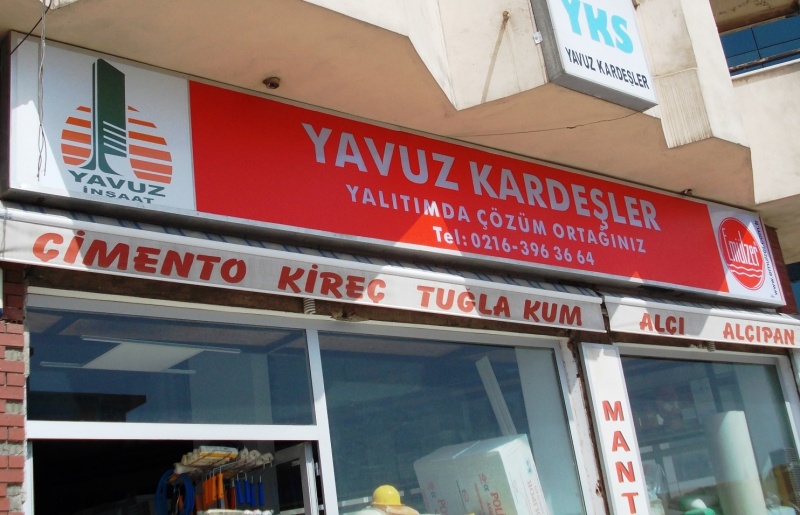 YKS
YAVUZ KARDEŞLER
YAVUZ
İNŞAAT
YAVUZ KARDEŞLER
YALITIMDA ÇÖZÜM ORTAĞINIZ
Tel: 0216-396 36 64
Emülzer
ÇİMENTO KİREÇ TUĞLA KUM
ALÇI ALÇIPAN
MANT